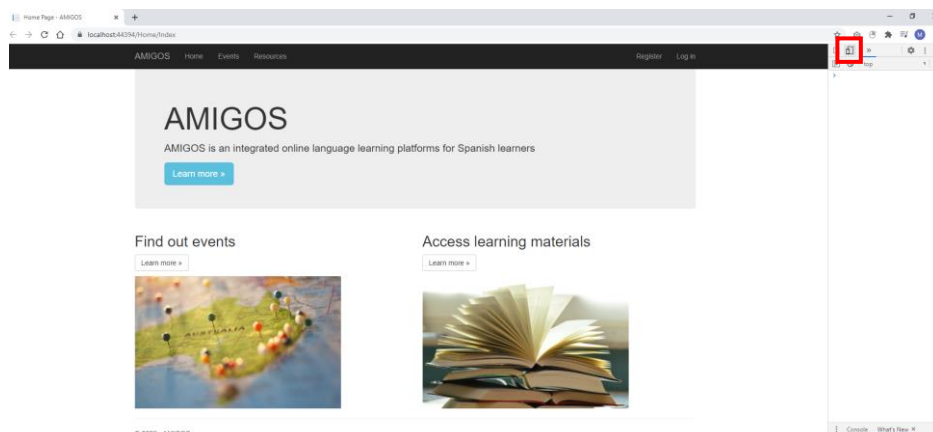 Home Page - AMIGOS
localhost:44394/Home/Index
M
AMIGOS Home Events Resources Register Log in
» 
top
AMIGOS
AMIGOS is an integrated online language learning platforms for Spanish learners
Learn more »
Find out events
Access learning materials
Learn more »
Learn more »
AUSTRALIA
Console What's New ×